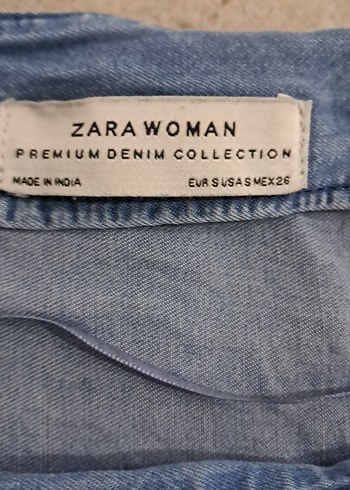 ZARA WOMAN
PREMIUM DENIM COLLECTION
MADE IN INDIA EUR S USA S MEX 26